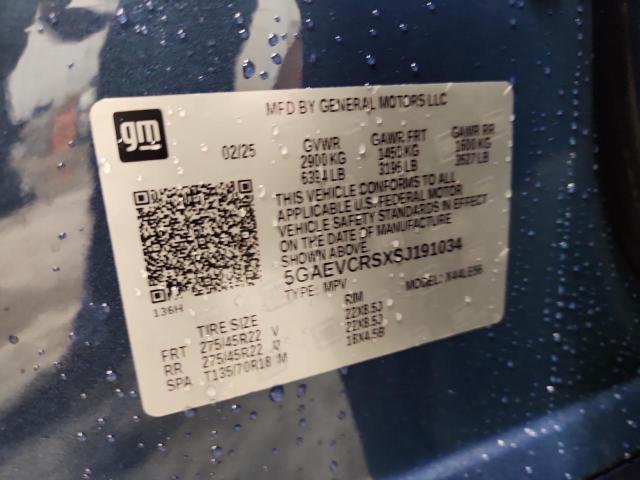 MFD BY GENERAL MOTORS LLC
gm
02/25 GVWR GAWR FRT GAWR RR
2900 KG 1450 KG 1600 KG
6394 LB 3196 LB 3527 LB
THIS VEHICLE CONFORMS TO ALL
APPLICABLE U.S. FEDERAL MOTOR
VEHICLE SAFETY STANDARDS IN EFFECT
ON THE DATE OF MANUFACTURE
SHOWN ABOVE
5GAEVCRSXSJ191034
TYPE: MPV MODEL:
136H
TIRE SIZE RIM
FRT 275/45R22 V 22X8.5J
RR 275/45R22 22X8.5J
SPA T135/70R18 M 18X4.5B